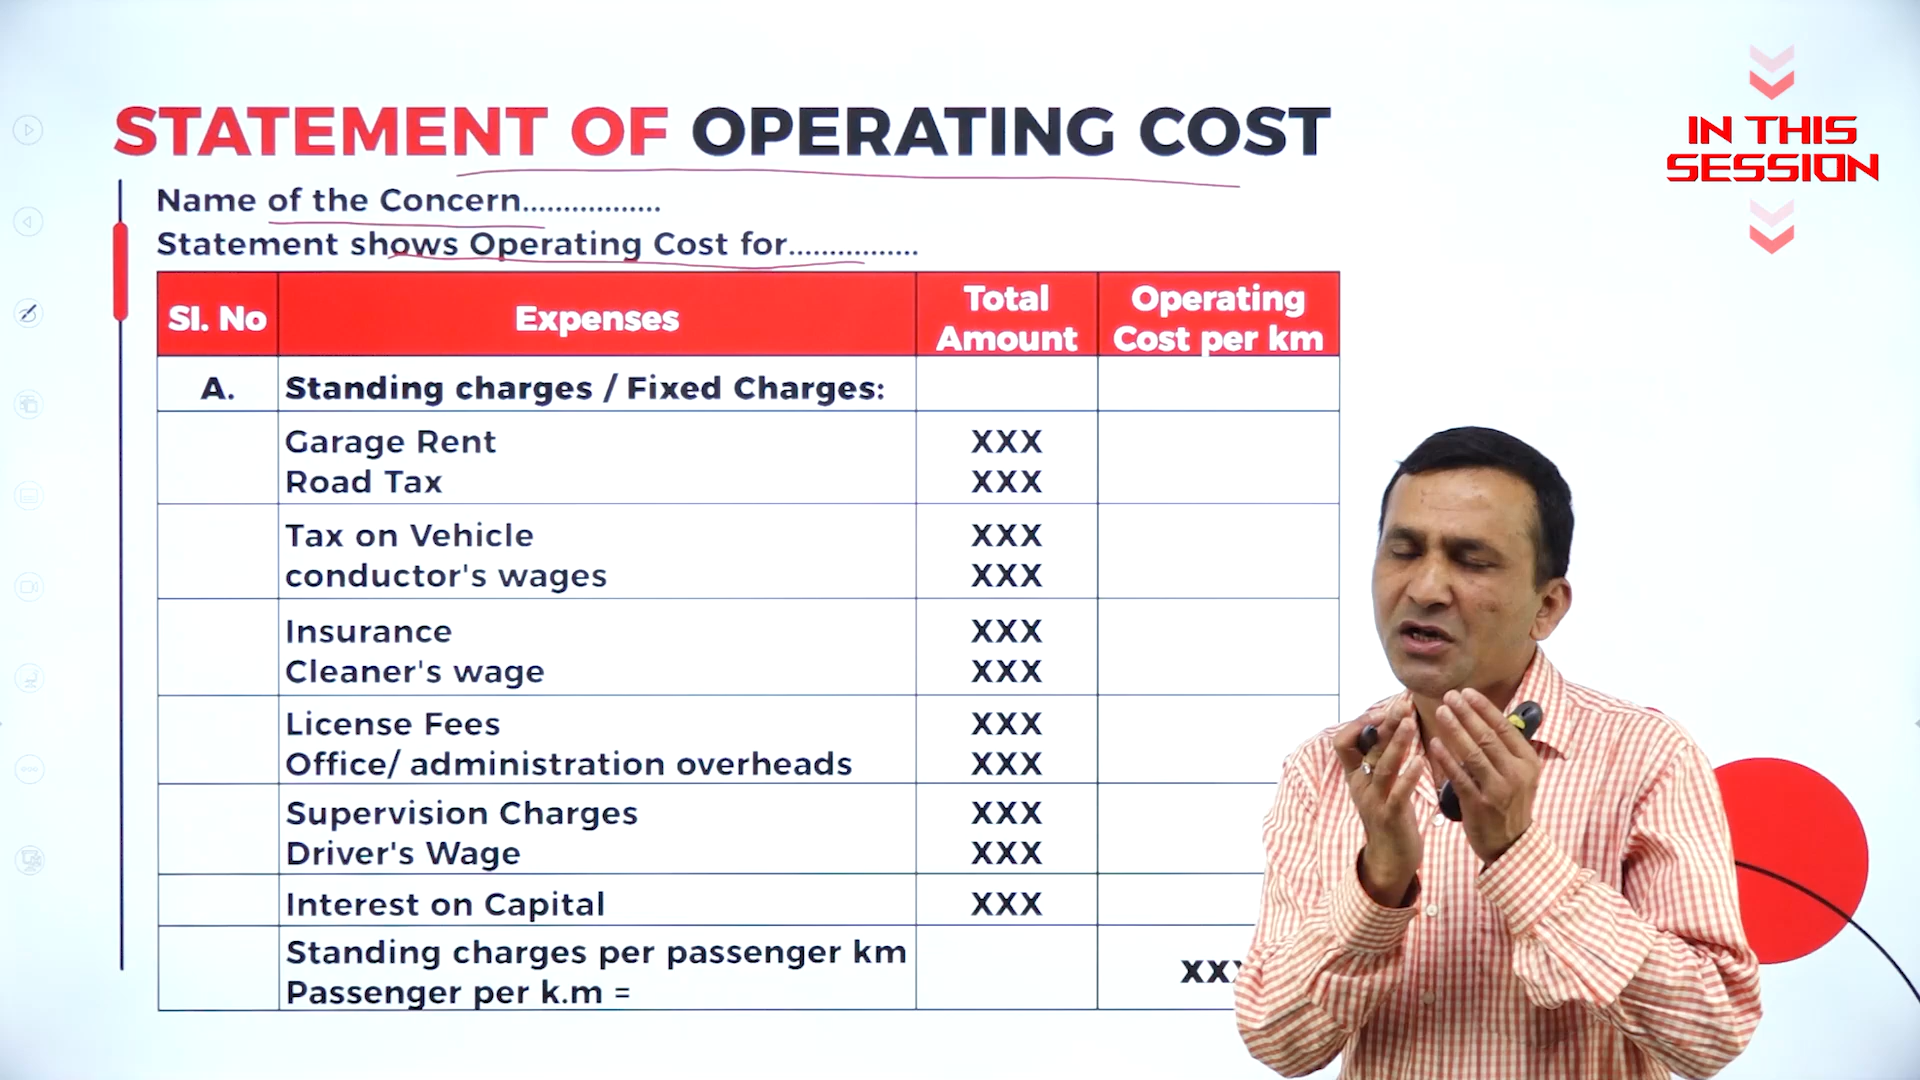 STATEMENT OF OPERATING COST
IN THIS
SESSION
Name of the Concern.................
Statement shows Operating Cost for................
Sl. No Expenses Total Amount Operating Cost per km
A. Standing charges / Fixed Charges:
Garage Rent XXX
Road Tax XXX
Tax on Vehicle XXX
conductor's wages XXX
Insurance XXX
Cleaner's wage XXX
License Fees XXX
Office/ administration overheads XXX
Supervision Charges XXX
Driver's Wage XXX
Interest on Capital XXX
Standing charges per passenger km
Passenger per k.m =